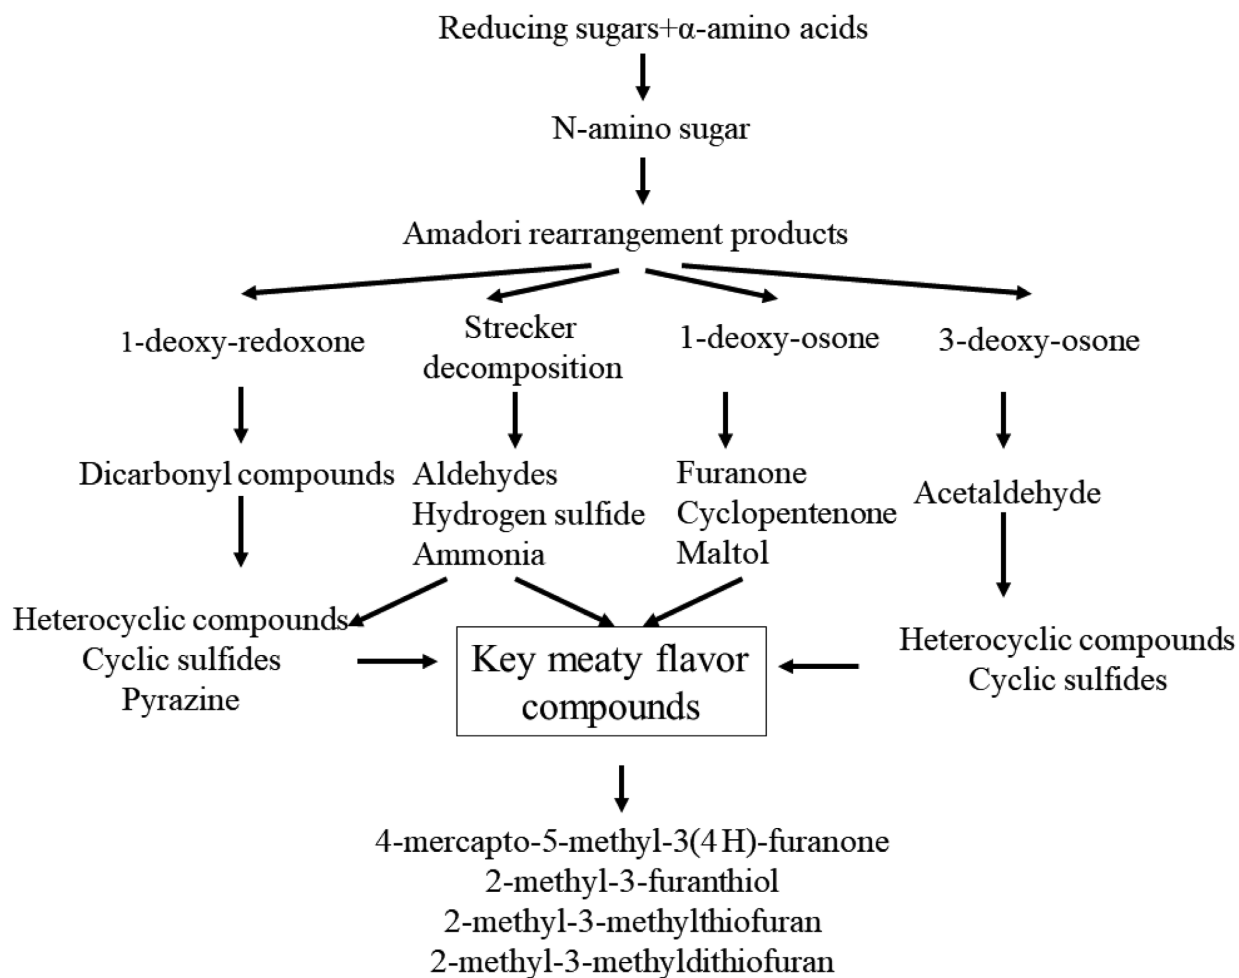 Reducing sugars+α-amino acids
N-amino sugar
Amadori rearrangement products
1-deoxy-redoxone
Strecker
decomposition
1-deoxy-osone
3-deoxy-osone
Dicarbonyl compounds
Aldehydes
Hydrogen sulfide
Ammonia
Furanone
Cyclopentenone
Maltol
Acetaldehyde
Heterocyclic compounds
Cyclic sulfides
Pyrazine
Key meaty flavor
compounds
Heterocyclic compounds
Cyclic sulfides
4-mercapto-5-methyl-3(4H)-furanone
2-methyl-3-furanthiol
2-methyl-3-methylthiofuran
2-methyl-3-methyldithiofuran